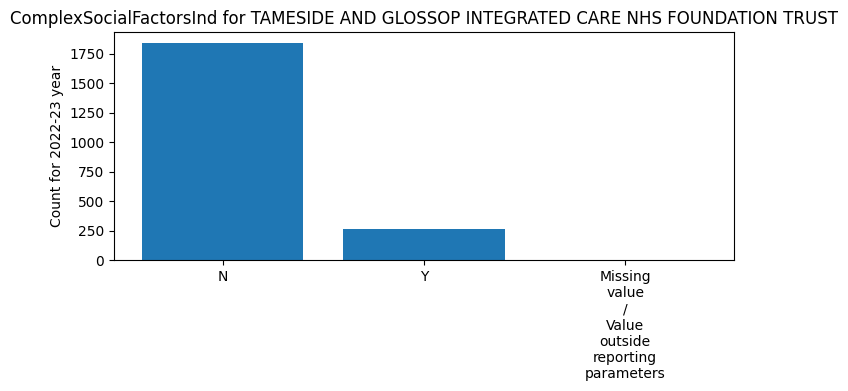 ComplexSocialFactorsInd for TAMESIDE AND GLOSSOP INTEGRATED CARE NHS FOUNDATION TRUST
Count for 2022-23 year
1750
1500
1250
1000
750
500
250
0
N
Y
Missing
value
/
Value
outside
reporting
parameters